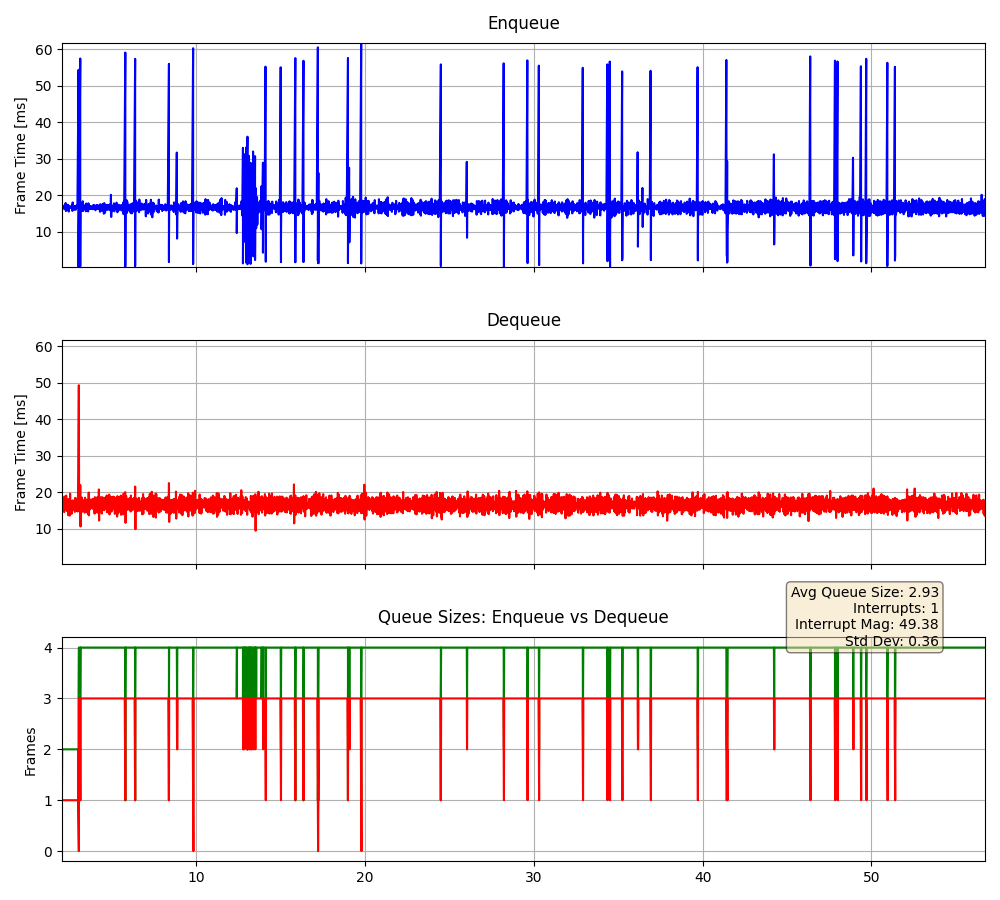 Enqueue
Frame Time [ms]
60
50
40
30
20
10
Dequeue
Frame Time [ms]
60
50
40
30
20
10
Avg Queue Size: 2.93
Interrupts: 1
Interrupt Mag: 49.38
Std Dev: 0.36
Queue Sizes: Enqueue vs Dequeue
Frames
4
3
2
1
0
10 20 30 40 50